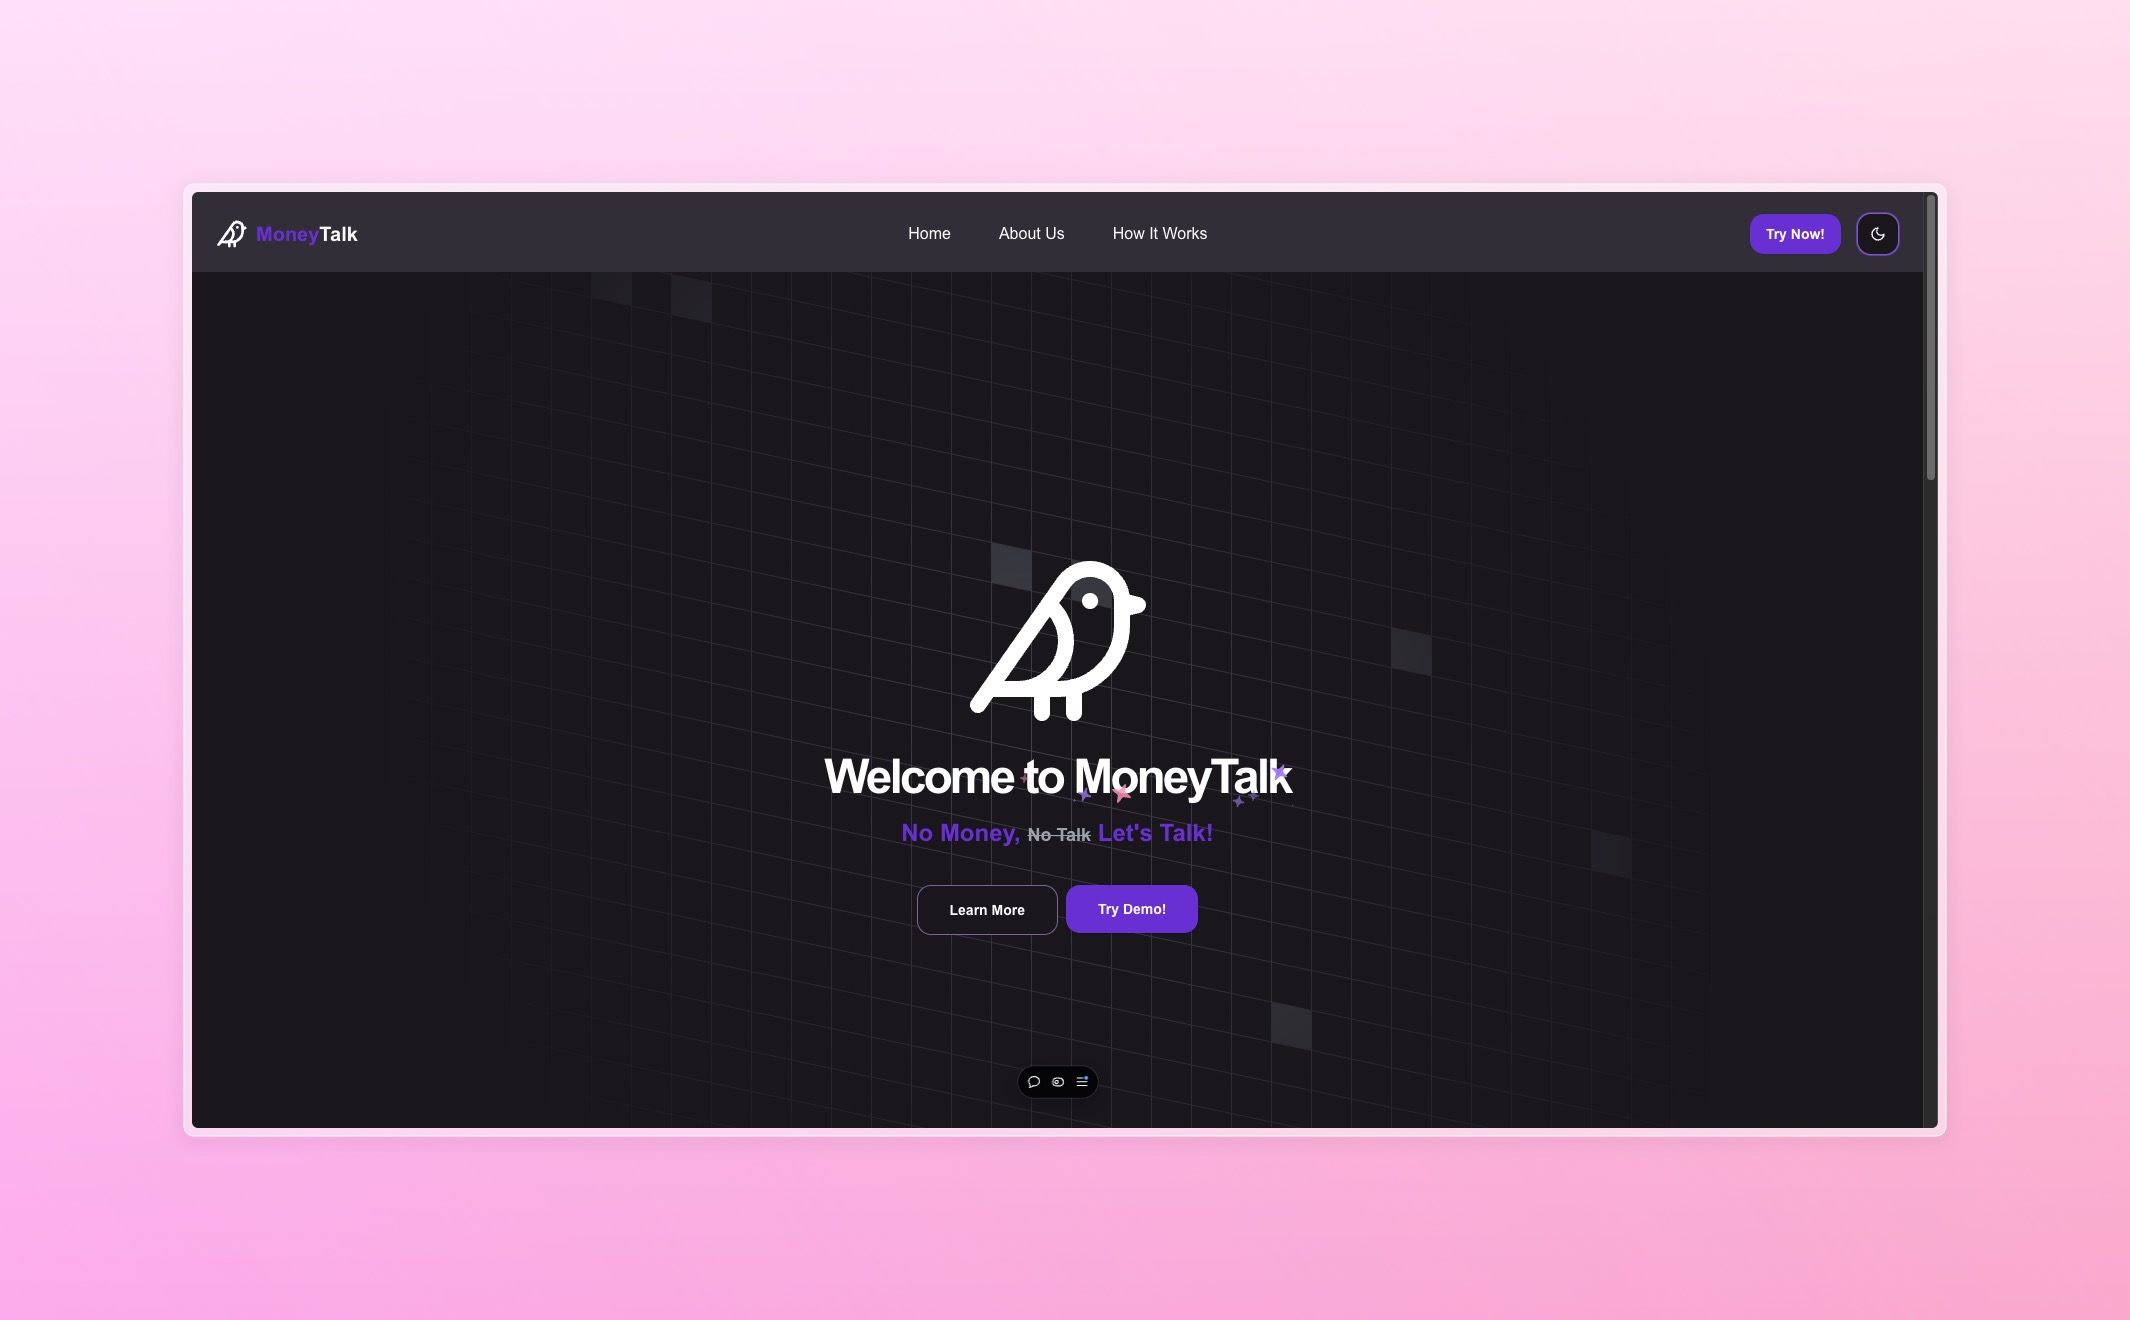 MoneyTalk
Home
About Us
How It Works
Try Now!
Welcome to MoneyTalk
No Money, No Talk Let's Talk!
Learn More
Try Demo!